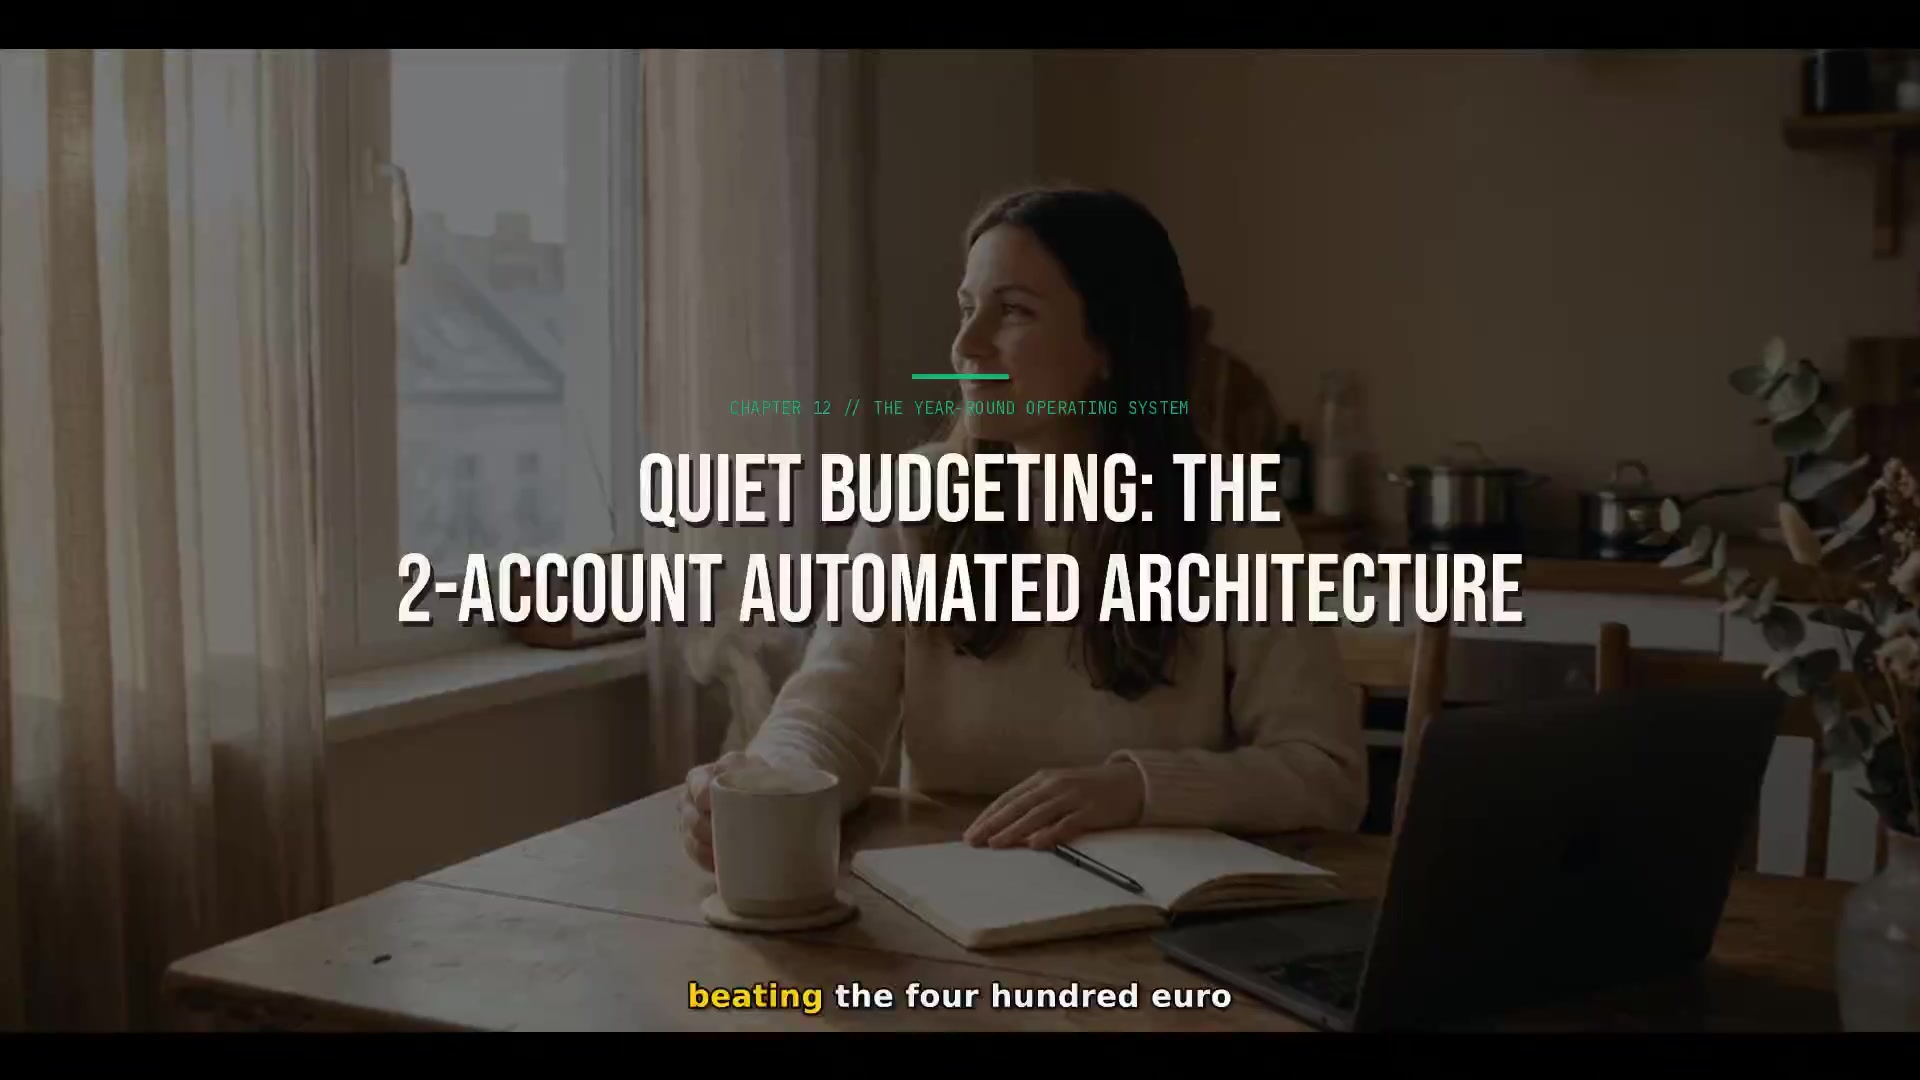 CHAPTER 12 // THE YEAR-ROUND OPERATING SYSTEM
QUIET BUDGETING: THE
2-ACCOUNT AUTOMATED ARCHITECTURE
beating the four hundred euro